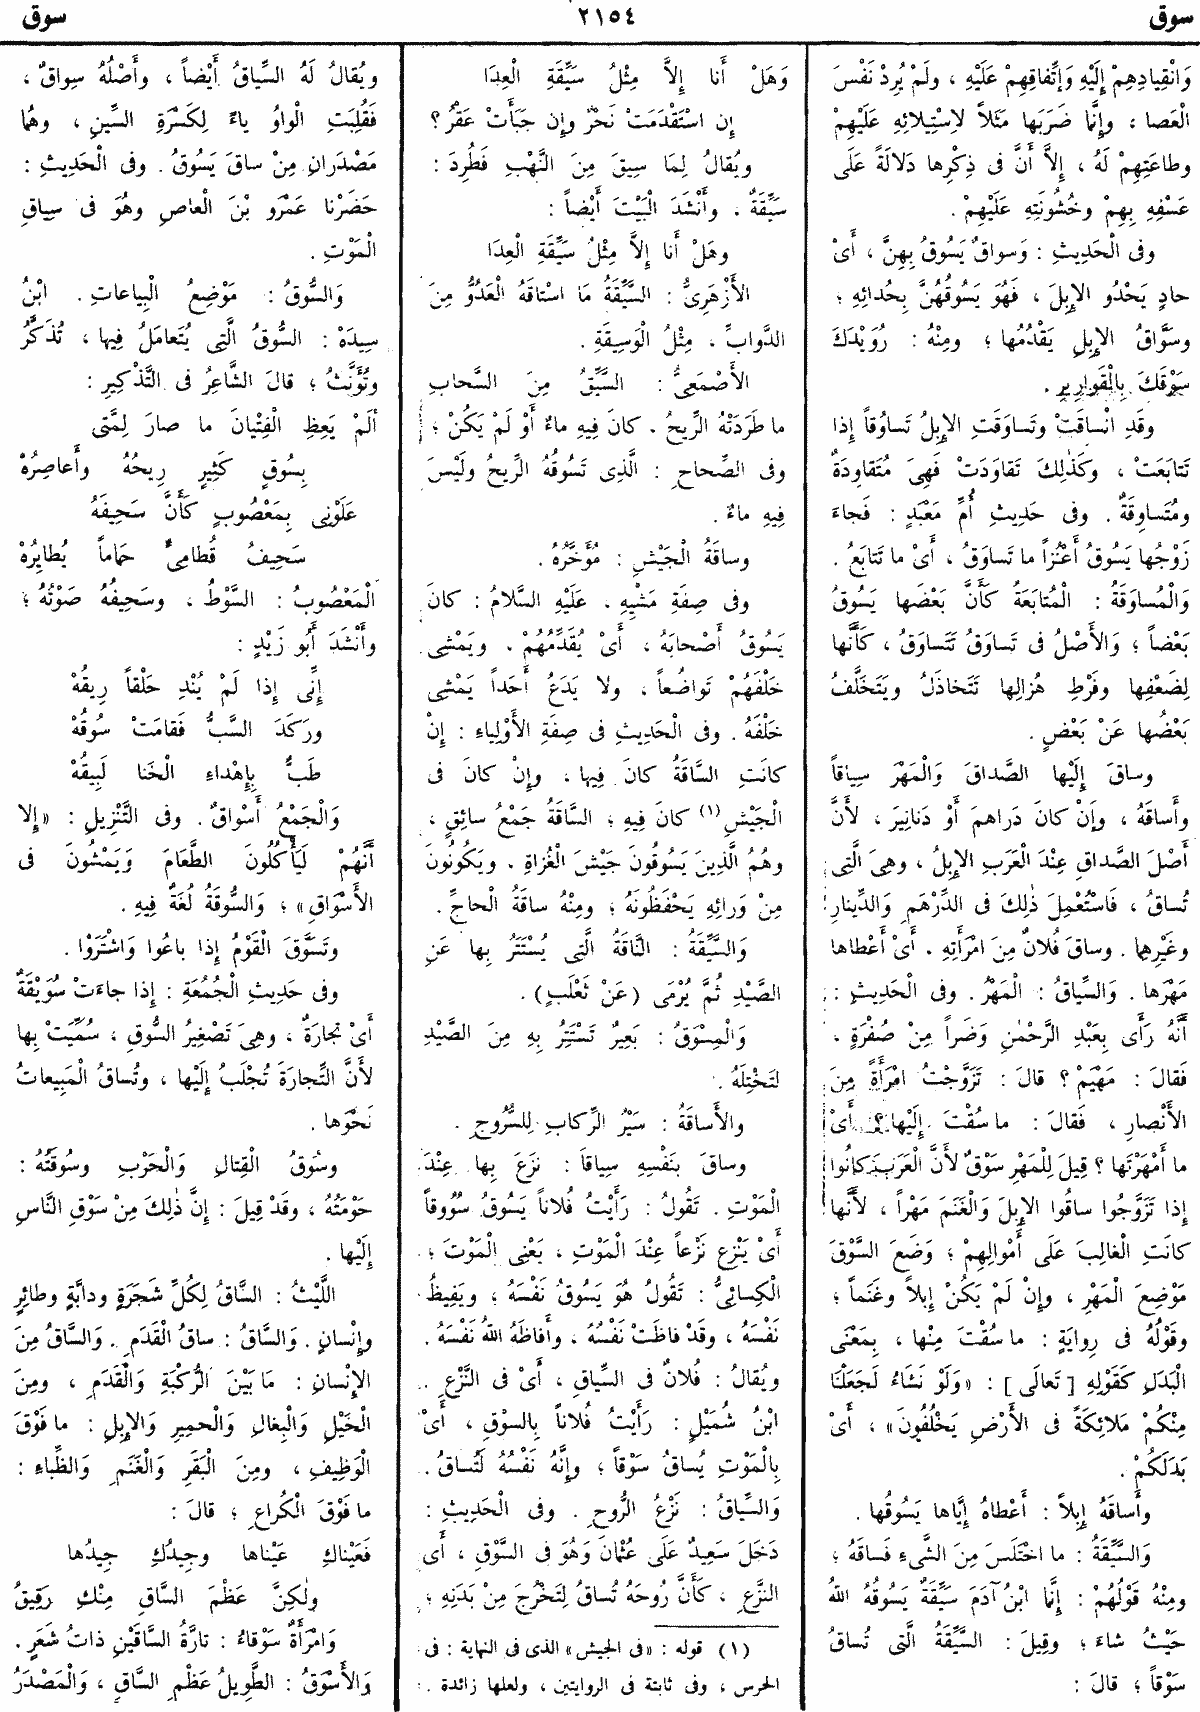 سوق
٢١٥٤
سوق
وَانْقِيادِهِمْ إِلَيْهِ وَإِتِّفاقِهِمْ عَلَيْهِ ، ولَمْ يُرِدْ نَفْسَ
الْعَصا ؛ وإِنَّما ضَرَبَها مَثَلاً لاِسْتِيلائِهِ عَلَيْهِمْ
وطاعَتِهِمْ لَهُ ، إِلاَّ أَنَّ فى ذِكْرِها دَلالَةً عَلَى
عَسْفِهِ بِهِمْ وخُشُونَتِهِ عَلَيْهِمْ .
وفى الْحَدِيثِ : وَسواقٌ يَسُوقُ بِهِنَّ ، أَىْ
حادٍ يَحْدُو الإِبِلَ ، فَهُوَ يَسُوقُهُنَّ بِحُدائِهِ ؛
وسَوَّاقُ الإِبِلِ يَقْدُمُها ؛ ومِنْهُ : رُوَيْدَكَ
سَوْقَكَ بِالْقَوارِيرِ .
وقَدِ انْساقَتْ وتَساوَقَتِ الإِبِلُ تَساوُقاً إِذا
تَتابَعَتْ ، وكَذٰلِكَ تَقاوَدَتْ فَهِىَ مُتَقاوِدَةٌ
ومُتَساوِقَةٌ . وفى حَدِيثِ أُمِّ مَعْبَدٍ : فَجاءَ
زَوْجُها يَسُوقُ أَعْنُزاً ما تَساوَقُ ، أَىْ ما تَتابَعُ .
وَالْمُساوَقَةُ : الْمُتابَعَةُ كَأَنَّ بَعْضَها يَسُوقُ
بَعْضاً ؛ وَالأَصْلُ فى تَساوَقُ تَتَساوَقُ ، كَأَنَّها
لِضَعْفِها وفَرْطِ هُزالِها تَتَخاذَلُ ويَتَخَلَّفُ
بَعْضُها عَنْ بَعْضٍ .
وساقَ إِلَيْها الصَّداقَ وَالْمَهْرَ سِياقاً
وأَساقَهُ ، وإِنْ كانَ دَراهِمَ أَوْ دَنانِيرَ ، لأَنَّ
أَصْلَ الصَّداقِ عِنْدَ الْعَرَبِ الإِبِلُ ، وهِىَ الَّتِى
تُساقُ ، فَاسْتُعْمِلَ ذٰلِكَ فى الدِّرْهَمِ وَالدِّينارِ
وغَيْرِهِما . وساقَ فُلانٌ مِنَ امْرَأَتِهِ . أَىْ أَعْطاها
مَهْرَها . وَالسِّياقُ : الْمَهْرُ . وفى الْحَدِيثِ :
أَنَّهُ رَأَى بِعَبْدِ الرَّحْمٰنِ وَضَراً مِنْ صُفْرَةٍ ،
فَقالَ : مَهْيَمْ ؟ قالَ : تَزَوَّجْتُ امْرَأَةً مِنَ
الأَنْصارِ ، فَقالَ : ما سُقْتَ إِلَيْها ؟ أَىْ
ما أَمْهَرْتَها ؟ قِيلَ لِلْمَهْرِ سَوْقٌ لأَنَّ الْعَرَبَ كانُوا
إِذا تَزَوَّجُوا ساقُوا الإِبِلَ وَالْغَنَمَ مَهْراً ، لأَنَّها
كانَتِ الْغالِبَ عَلَى أَمْوالِهِمْ ؛ وَضَعَ السَّوْقَ
مَوْضِعَ الْمَهْرِ ، وإِنْ لَمْ يَكُنْ إِبِلاً وغَنَماً ؛
وقَوْلُهُ فى رِوايَةٍ : ما سُقْتَ مِنْها ، بِمَعْنَى
الْبَدَلِ كَقَوْلِهِ [ تَعالَى ] : « وَلَوْ نَشَاءُ لَجَعَلْنَا
مِنْكُمْ مَلائِكَةً فى الأَرْضِ يَخْلُفُونَ » ، أَىْ
بَدَلَكُمْ .
وأَساقَهُ إِبِلاً : أَعْطاهُ إِيَّاها يَسُوقُها .
وَالسَّيِّقَةُ : ما اخْتَلَسَ مِنَ الشَّىْءِ فَساقَهُ ؛
ومِنْهُ قَوْلُهُمْ : إِنَّما ابْنُ آدَمَ سَيِّقَةٌ يَسُوقُهُ اللهُ
حَيْثُ شاءَ ؛ وقِيلَ : السَّيِّقَةُ الَّتِى تُساقُ
سَوْقاً ؛ قالَ :
وَهَلْ أَنا إِلاَّ مِثْلُ سَيِّقَةِ الْعِدَا
إِن اسْتَقْدَمَتْ نَحْرٌ وإِن جَبَأَتْ عَقْرُ ؟
ويُقالُ لِمَا سِيقَ مِنَ النَّهْبِ فَطُرِدَ :
سَيِّقَةٌ ، وأَنْشَدَ الْبَيْتَ أَيْضاً :
وهَلْ أَنا إِلاَّ مِثْلُ سَيِّقَةِ الْعِدَا
الأَزْهَرِىُّ : السَّيِّقَةُ مَا اسْتاقَهُ الْعَدُوُّ مِنَ
الدَّوابِّ ، مِثْلُ الْوَسِيقَةِ .
الأَصْمَعِىُّ : السَّيِّقُ مِنَ السَّحابِ
ما طَرَدَتْهُ الرِّيحُ . كانَ فِيهِ ماءٌ أَوْ لَمْ يَكُنْ ؛
وفى الصِّحاحِ : الَّذِى تَسُوقُهُ الرِّيحُ ولَيْسَ
فِيهِ ماءٌ .
وساقَةُ الْجَيْشِ : مُؤَخَّرُهُ .
وفى صِفَةِ مَشْيِهِ ، عَلَيْهِ السَّلامُ : كانَ
يَسُوقُ أَصْحابَهُ ، أَىْ يُقَدِّمُهُمْ . ويَمْشِى
خَلْفَهُمْ تَواضُعاً ، ولا يَدَعُ أَحَداً يَمْشِى
خَلْفَهُ . وفى الْحَدِيثِ فى صِفَةِ الأَوْلِياءِ : إِنْ
كانَتِ السَّاقَةُ كانَ فِيها ، وإِنْ كانَ فى
الْجَيْشِ (١) كانَ فِيهِ ؛ السَّاقَةُ جَمْعُ سائِقٍ ،
وهُمُ الَّذِينَ يَسُوقُونَ جَيْشَ الْغُزاةِ . ويَكُونُونَ
مِنْ وَرائِهِ يَحْفَظُونَهُ ؛ ومِنْهُ ساقَةُ الْحاجِّ .
وَالسَّيِّقَةُ : النَّاقَةُ الَّتِى يُسْتَتَرُ بِها عَنِ
الصَّيْدِ ثُمَّ يُرْمَى ( عَنْ ثَعْلَبٍ ) .
وَالْمِسْوَقُ : بَعِيرٌ تَسْتَتِرُ بِهِ مِنَ الصَّيْدِ
لتَخْتِلَهُ .
والأَساقَةُ : سَيْرُ الرِّكابِ لِلسُّرُوجِ .
وساقَ بِنَفْسِهِ سِياقاً : نَزَع بِها عِنْدَ
الْمَوْتِ . تَقُولُ : رَأَيْتُ فُلاناً يَسُوقُ سُوُوقاً
أَىْ يَنْزِع نَزْعاً عِنْدَ الْمَوْتِ ، يَعْنِى الْمَوْتَ ؛
الْكِسائِىُّ : تَقُولُ هُوَ يَسُوقُ نَفْسَهُ ؛ ويَفِيظُ
نَفْسَهُ ، وقَدْ فاظَتْ نَفْسُهُ ، وأَفاظَهُ اللهُ نَفْسَهُ .
ويُقالُ : فُلانٌ فى السِّياقِ ، أَىْ فى النَّزْعِ .
ابْنُ شُمَيْلٍ : رَأَيْتُ فُلاناً بِالسوْقِ ، أَىْ
بِالْمَوْتِ يُساقُ سَوْقاً ؛ وإِنَّهُ نَفْسُهُ لَتُساقُ .
وَالسِّياقُ : نَزْعُ الرُّوحِ . وفى الْحَدِيثِ :
دَخَلَ سَعِيدٌ عَلَى عُثْمانَ وَهُوَ فى السَّوْقِ ، أَى
النَّزْعِ ، كَأَنَّ رُوحَهُ تُساقُ لِتَخْرُجَ مِنْ بَدَنِهِ ؛
(١) قوله : « فى الجيش » الذى فى النهاية : فى
الحرس ، وفى ثابتة فى الروايتين ، ولعلها زائدة .
ويُقالُ لَهُ السِّياقُ أَيْضاً ، وأَصْلُهُ سِواقٌ ،
فَقُلِبَتِ الْواوُ ياءً لِكَسْرَةِ السِّينِ ، وهُما
مَصْدَرانِ مِنْ ساقَ يَسُوقُ . وفى الْحَدِيثِ :
حَضَرْنا عَمْرَو بْنَ الْعاصِ وهُوَ فى سِياقِ
الْمَوْتِ .
وَالسُّوقُ : مَوْضِعُ الْبِياعاتِ . ابْنُ
سِيدَهْ : السُّوقُ الَّتِى يُتَعامَلُ فِيها ، تُذَكَّرُ
وتُؤَنَّثُ ؛ قالَ الشَّاعِرُ فى التَّذْكِيرِ :
أَلَمْ يَعِظِ الْفِتْيانَ ما صارَ لِمَّتِى
بِسُوقٍ كَثِيرٍ رِيحُهُ وأَعاصِرُهْ
عَلَوْنِى بِمَعْصُوبٍ كَأَنَّ سَحِيفَهُ
سَحِيفُ قُطامِىٍّ حَماماً يُطايِرُهْ
الْمَعْصُوبُ : السَّوْطُ ، وسَحِيفُهُ صَوْتُهُ ؛
وأَنْشَدَ أَبُو زَيْدٍ :
إِنِّى إِذا لَمْ يُنْدِ حَلْقاً رِيقُهْ
ورَكَدَ السَّبُّ فَقامَتْ سُوقُهْ
طَبٌّ بِإِهْداءِ الْخَنا لَبِيقُهْ
وَالْجَمْعُ أَسْواقٌ . وفى التَّنْزِيلِ : « إِلا
أَنَّهُمْ لَيَأْكُلُونَ الطَّعَامَ وَيَمْشُونَ فى
الأَسْوَاقِ » ؛ وَالسُّوقَةُ لُغَةٌ فِيهِ .
وتَسَوَّقَ الْقَوْمُ إِذا باعُوا وَاشْتَرَوْا .
وفى حَدِيثِ الْجُمُعَةِ : إِذا جاءَتْ سُوَيْقَةٌ
أَىْ تِجارَةٌ ، وهِىَ تَصْغِيرُ السُّوقِ ، سُمِّيَتْ بِها
لأَنَّ التِّجارَةَ تُجْلَبُ إِلَيْها ، وتُساقُ الْمَبِيعاتُ
نَحْوَها .
وسُوقُ الْقِتالِ وَالْحَرْبِ وسُوقَتُهُ :
حَوْمَتُهُ ، وقَدْ قِيلَ : إِنَّ ذٰلِكَ مِنْ سَوْقِ النَّاسِ
إِلَيْها .
اللَّيْثُ : السَّاقُ لِكُلِّ شَجَرَةٍ ودابَّةٍ وطائِرٍ
وإِنْسانٍ . وَالسَّاقُ : ساقُ الْقَدَمِ . وَالسَّاقُ مِنَ
الإِنْسانِ : مَا بَيْنَ الرُّكْبَةِ وَالْقَدَمِ ، ومِنَ
الْخَيْلِ وَالْبِغالِ وَالْحمِيرِ وَالإِبِلِ : ما فَوْقَ
الْوَظِيفِ ، ومِنَ الْبَقَرِ وَالْغَنَمِ وَالظِّباءِ :
ما فَوْقَ الْكُراعِ ؛ قالَ :
فَعَيْناكِ عَيْناها وجِيدُكِ جِيدُها
ولٰكِنَّ عَظْمَ السَّاقِ مِنْكِ رَقِيقُ
وَامْرَأَةٌ سَوْقاءُ : تارَّةُ السَّاقَيْنِ ذاتُ شَعَرٍ .
وَالأَسْوَقُ : الطَّوِيلُ عَظْمِ السَّاقِ ، وَالْمَصْدَرُ